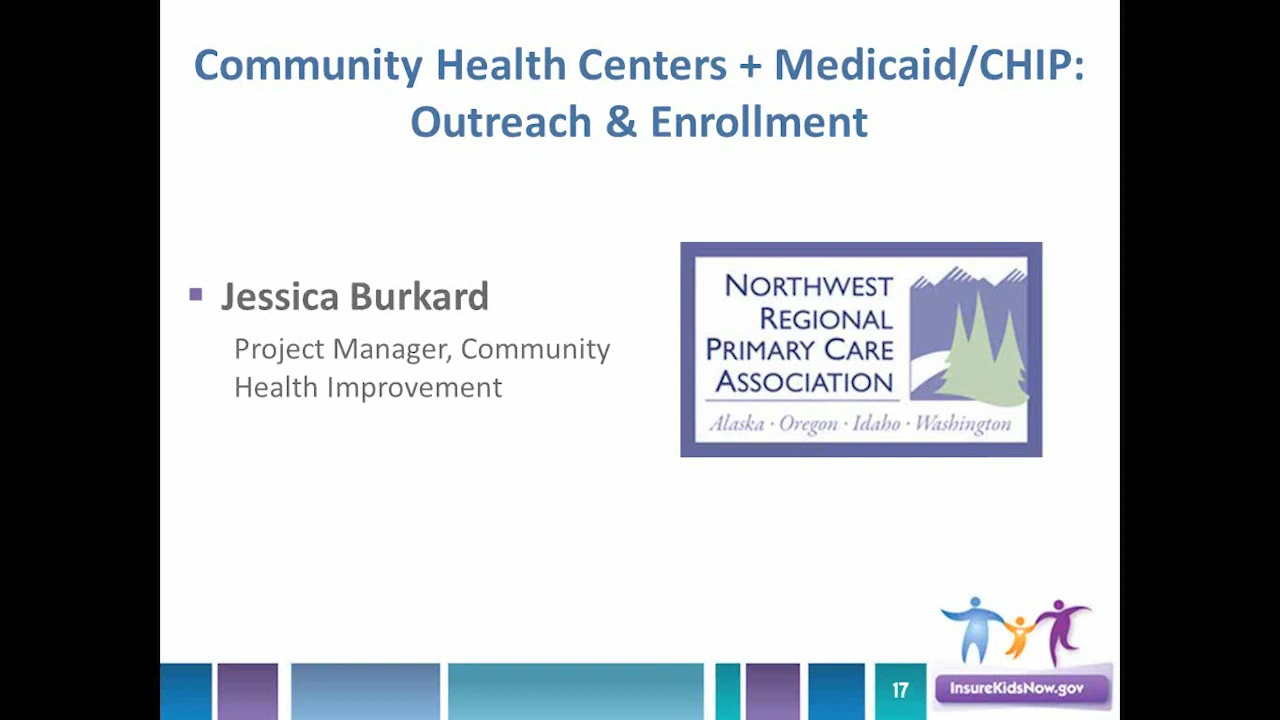 Community Health Centers + Medicaid/CHIP:
Outreach & Enrollment
Jessica Burkard
Project Manager, Community
Health Improvement
NORTHWEST
REGIONAL
PRIMARY CARE
ASSOCIATION
Alaska · Oregon · Idaho · Washington
17
InsureKidsNow.gov